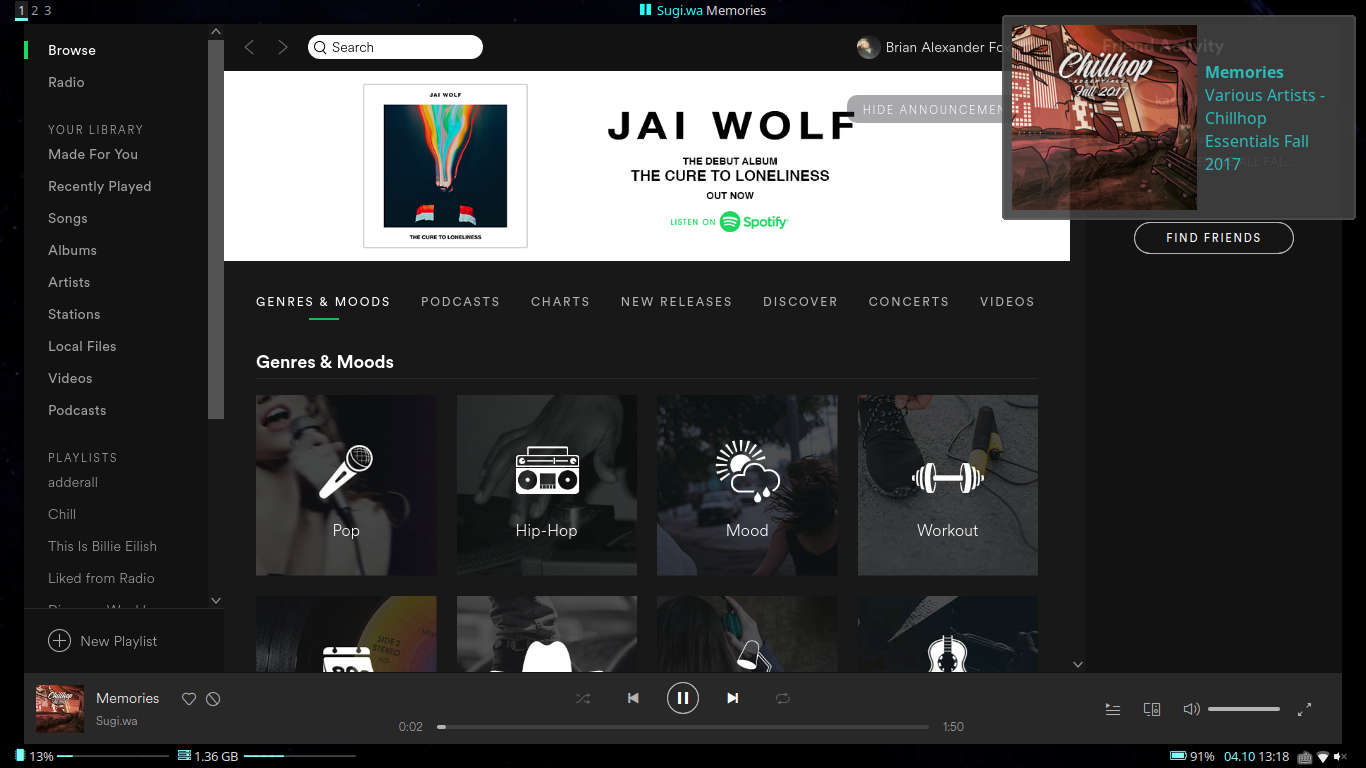 1 2 3
Sugi.wa Memories
Browse
Radio
YOUR LIBRARY
Made For You
Recently Played
Songs
Albums
Artists
Stations
Local Files
Videos
Podcasts
PLAYLISTS
adderall
Chill
This Is Billie Eilish
Liked from Radio
New Playlist
Search
Brian Alexander
JAI WOLF
THE CURE TO LONELINESS
JAI WOLF
THE DEBUT ALBUM
THE CURE TO LONELINESS
OUT NOW
LISTEN ON Spotify
HIDE ANNOUNCEMEN
Friend Activity
Chillhop
ESSENTIALS
Fall 2017
Memories
Various Artists -
Chillhop
Essentials Fall
2017
FIND FRIENDS
GENRES & MOODS PODCASTS CHARTS NEW RELEASES DISCOVER CONCERTS VIDEOS
Genres & Moods
Pop
Hip-Hop
Mood
Workout
SIDE 2
STEREO
Memories
Sugi.wa
0:02
1:50
13%
1.36 GB
91% 04.10 13:18